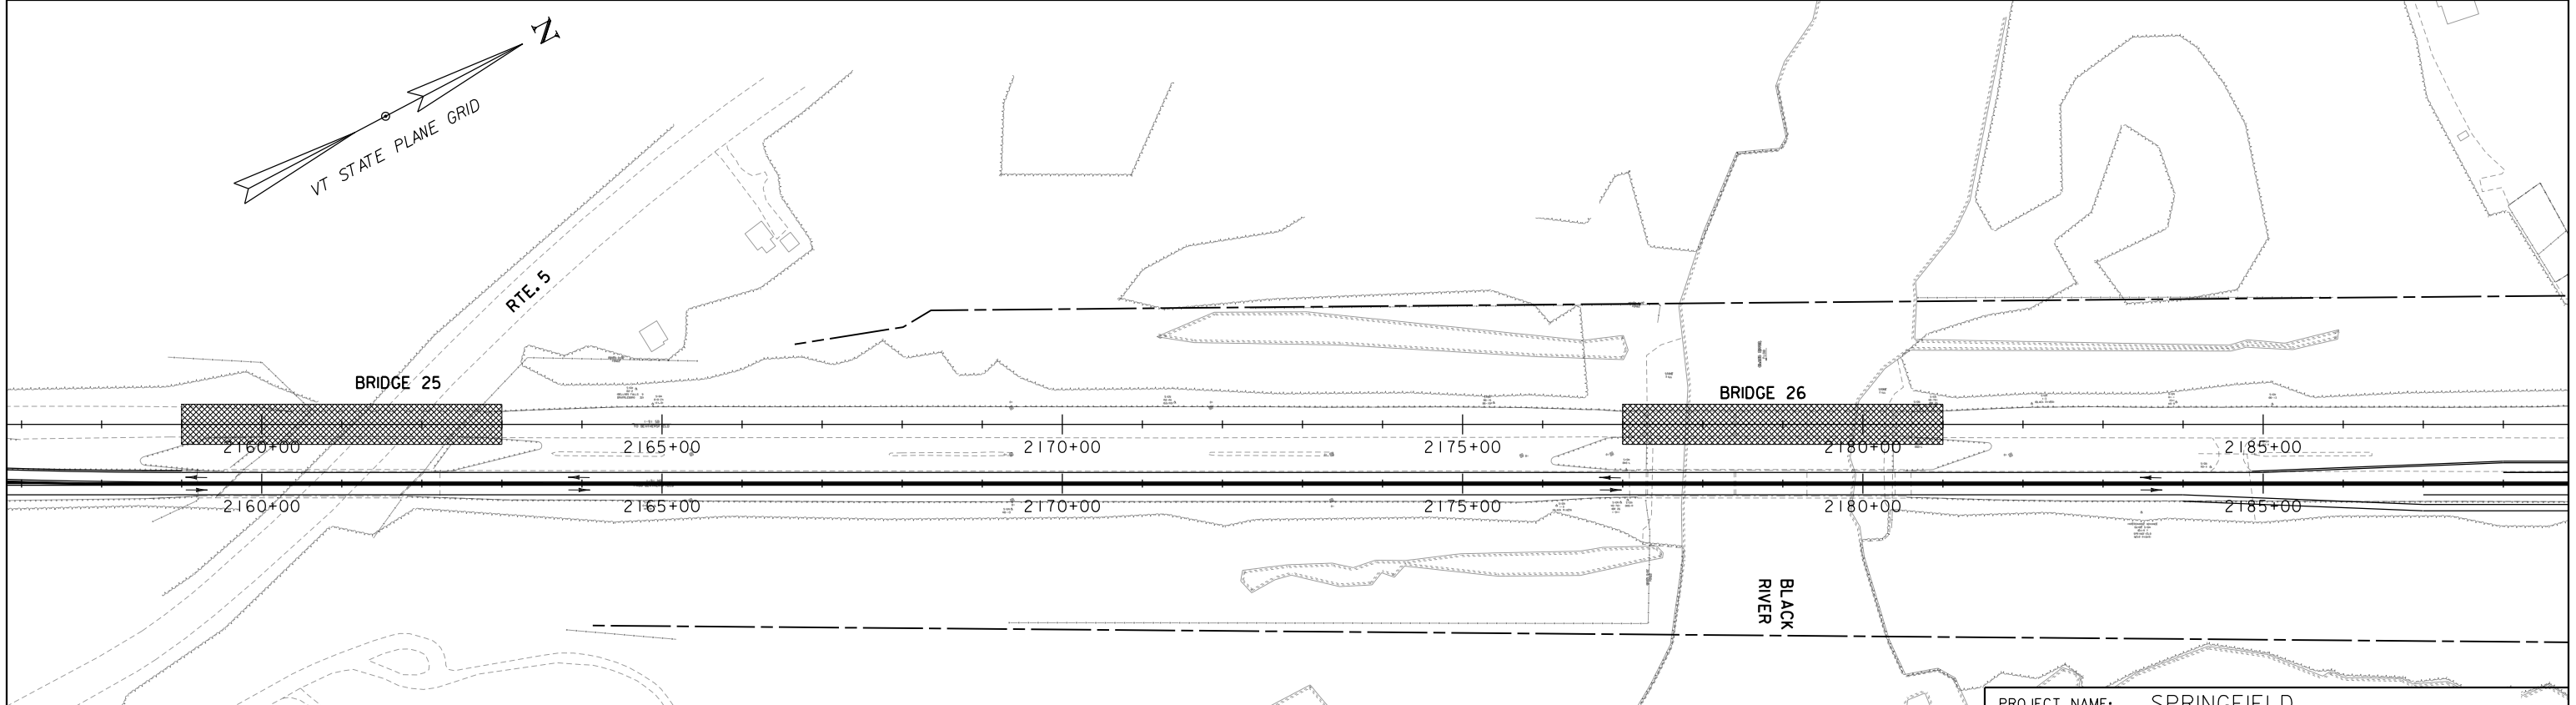 N
VT STATE PLANE GRID
RTE. 5
BRIDGE 25
BRIDGE 26
2160+00
2165+00
2170+00
2175+00
2180+00
2185+00
2160+00
2165+00
2170+00
2175+00
2180+00
2185+00
BLACK
RIVER
PROJECT NAME: SPRINGFIELD